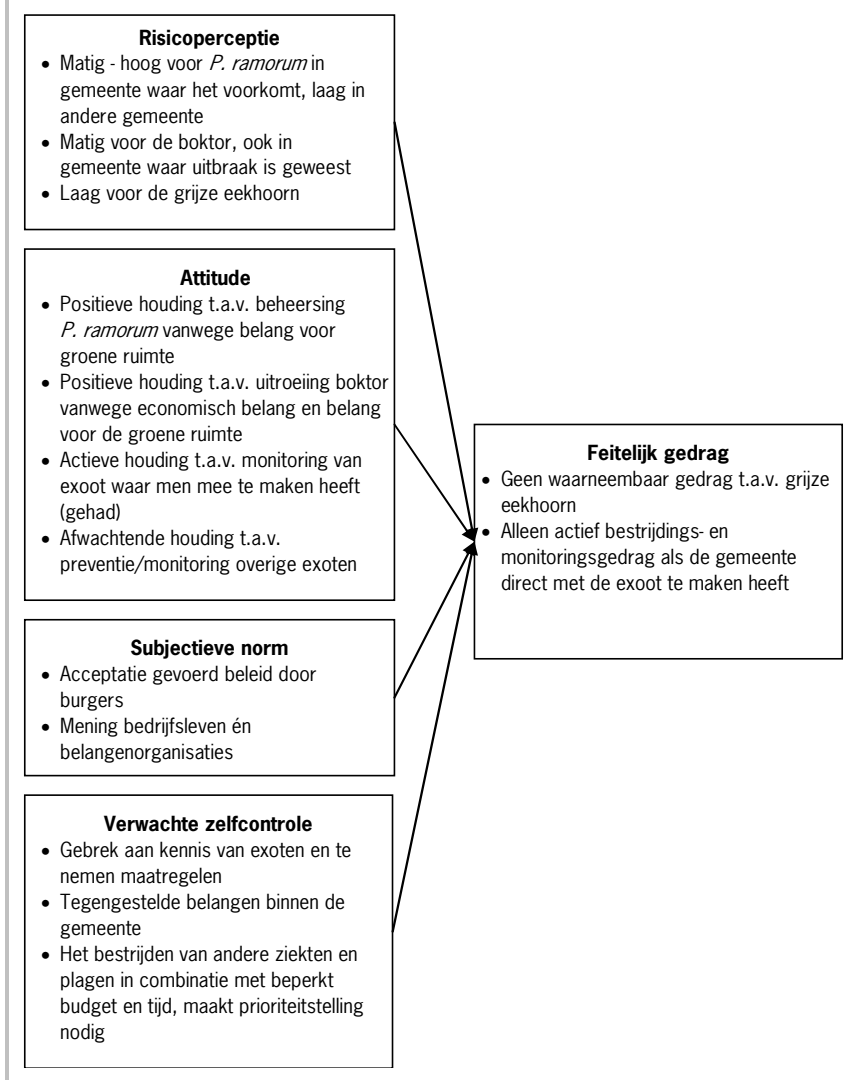 Risicoperceptie
• Matig - hoog voor P. ramorum in
gemeente waar het voorkomt, laag in
andere gemeente
• Matig voor de boktor, ook in
gemeente waar uitbraak is geweest
• Laag voor de grijze eekhoorn
Attitude
• Positieve houding t.a.v. beheersing
P. ramorum vanwege belang voor
groene ruimte
• Positieve houding t.a.v. uitroeiing boktor
vanwege economisch belang en belang
voor de groene ruimte
• Actieve houding t.a.v. monitoring van
exoot waar men mee te maken heeft
(gehad)
• Afwachtende houding t.a.v.
preventie/monitoring overige exoten
Subjectieve norm
• Acceptatie gevoerd beleid door
burgers
• Mening bedrijfsleven én
belangenorganisaties
Verwachte zelfcontrole
• Gebrek aan kennis van exoten en te
nemen maatregelen
• Tegengestelde belangen binnen de
gemeente
• Het bestrijden van andere ziekten en
plagen in combinatie met beperkt
budget en tijd, maakt prioriteitstelling
nodig
Feitelijk gedrag
• Geen waarneembaar gedrag t.a.v. grijze
eekhoorn
• Alleen actief bestrijdings- en
monitoringsgedrag als de gemeente
direct met de exoot te maken heeft